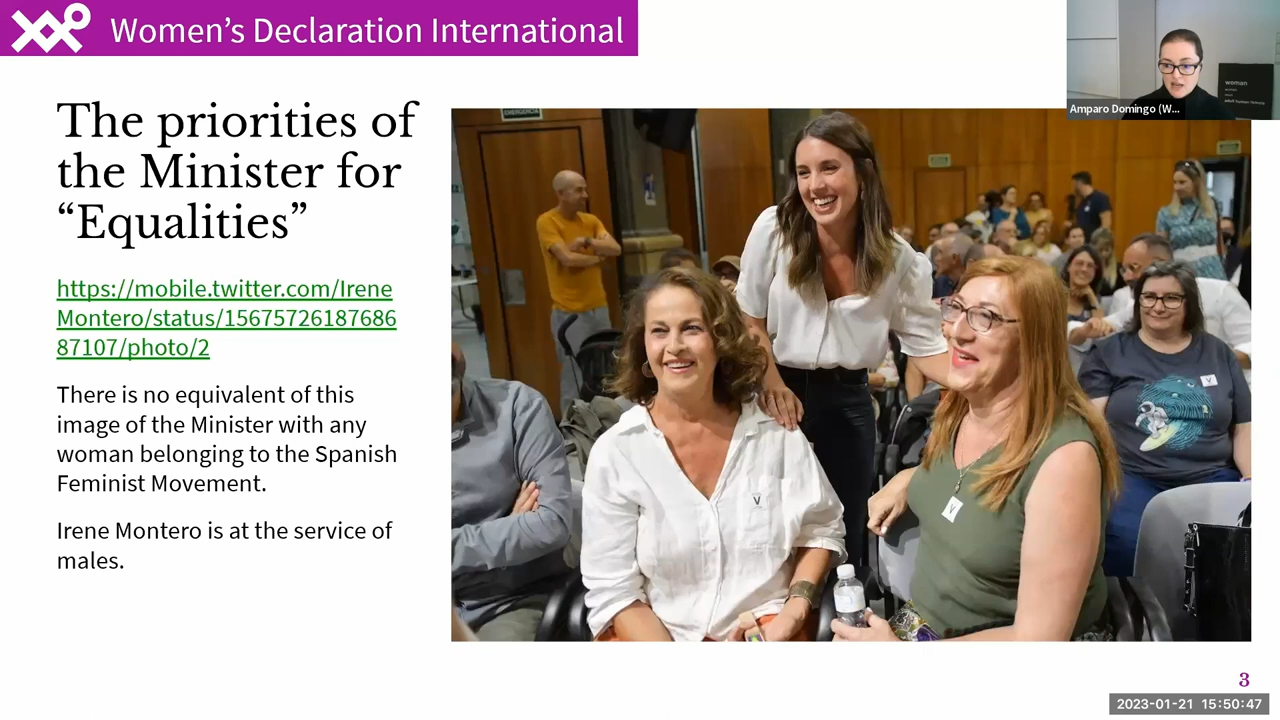 Women's Declaration International
The priorities of
the Minister for
“Equalities”
https://mobile.twitter.com/Irene
Montero/status/15675726187686
87107/photo/2
There is no equivalent of this
image of the Minister with any
woman belonging to the Spanish
Feminist Movement.
Irene Montero is at the service of
males.
EMERGENCIA
V
V
V
woman
Amparo Domingo (W...
3
2023-01-21 15:50:47